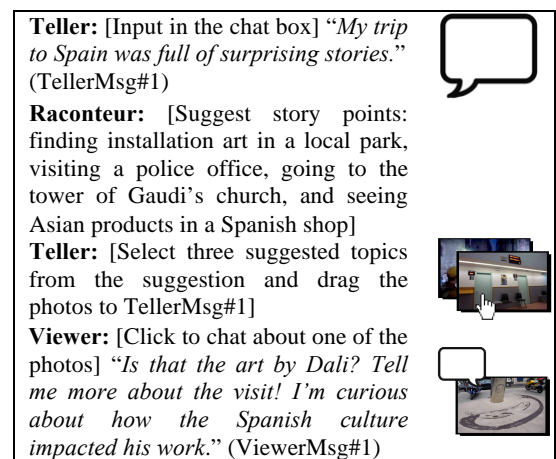 Teller: [Input in the chat box] “My trip
to Spain was full of surprising stories.”
(TellerMsg#1)
Raconteur: [Suggest story points:
finding installation art in a local park,
visiting a police office, going to the
tower of Gaudi’s church, and seeing
Asian products in a Spanish shop]
Teller: [Select three suggested topics
from the suggestion and drag the
photos to TellerMsg#1]
Viewer: [Click to chat about one of the
photos] “Is that the art by Dali? Tell
me more about the visit! I’m curious
about how the Spanish culture
impacted his work.” (ViewerMsg#1)